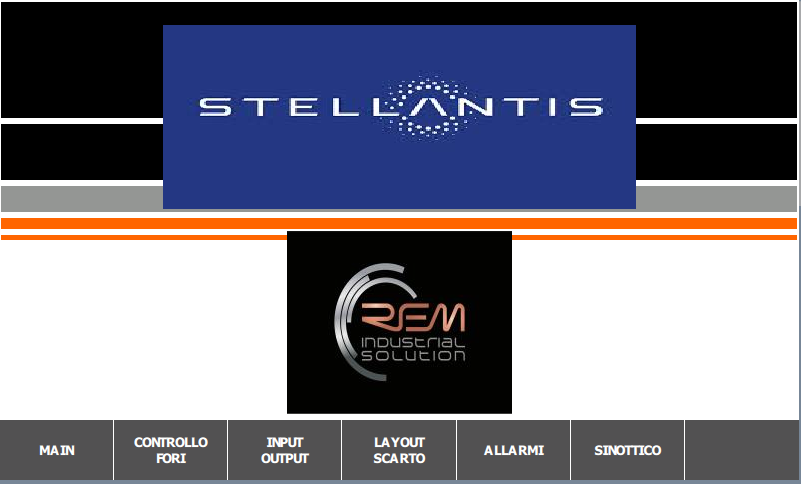 STELLANTIS
REM
INDUSTRIAL
SOLUTION
MAIN
CONTROLLO
FORI
INPUT
OUTPUT
LAYOUT
SCARTO
ALLARMI
SINOTTICO